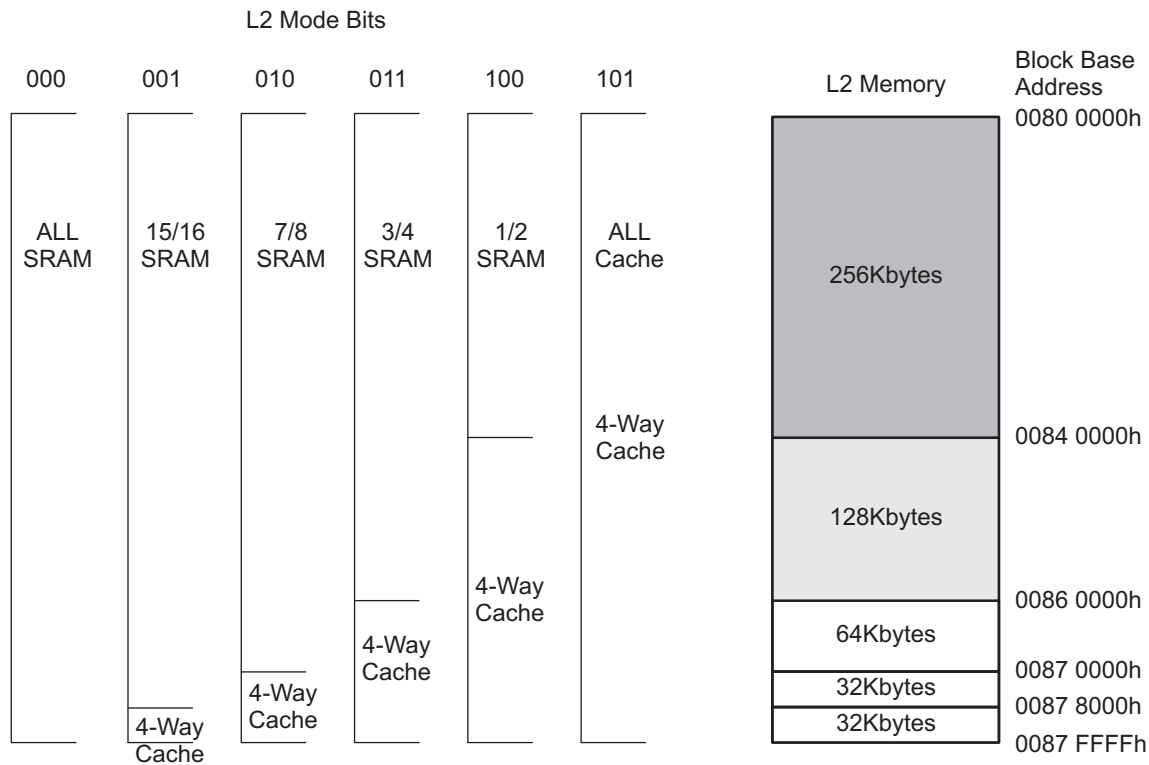 L2 Mode Bits
000 001 010 011 100 101
L2 Memory
Block Base
Address
0080 0000h
ALL
SRAM
15/16
SRAM
7/8
SRAM
3/4
SRAM
1/2
SRAM
ALL
Cache
256Kbytes
4-Way
Cache
0084 0000h
128Kbytes
4-Way
Cache
0086 0000h
4-Way
Cache
64Kbytes
0087 0000h
4-Way
Cache
32Kbytes
0087 8000h
4-Way
Cache
32Kbytes
0087 FFFFh